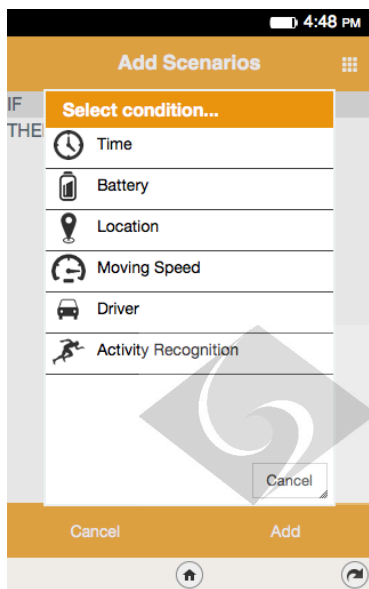 4:48 PM
Add Scenarios
IF
THE
Select condition...
Time
Battery
Location
Moving Speed
Driver
Activity Recognition
Cancel
Cancel Add